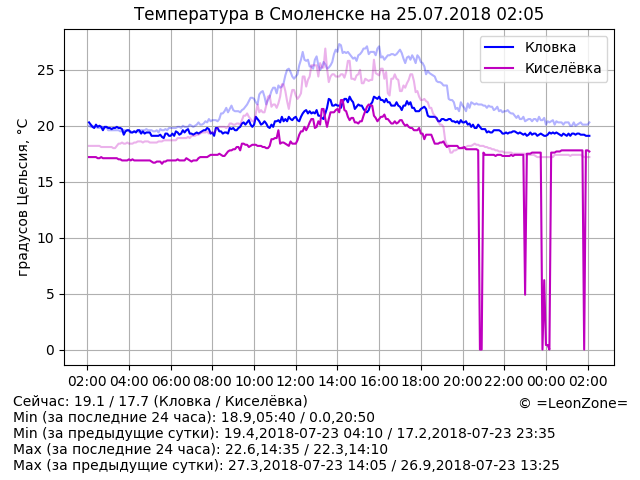 Температура в Смоленске на 25.07.2018 02:05
Кловка
Киселёвка
градусов Цельсия, °C
25
20
15
10
5
0
02:00 04:00 06:00 08:00 10:00 12:00 14:00 16:00 18:00 20:00 22:00 00:00 02:00
Сейчас: 19.1 / 17.7 (Кловка / Киселёвка)
© =LeonZone=
Min (за последние 24 часа): 18.9,05:40 / 0.0,20:50
Min (за предыдущие сутки): 19.4,2018-07-23 04:10 / 17.2,2018-07-23 23:35
Max (за последние 24 часа): 22.6,14:35 / 22.3,14:10
Max (за предыдущие сутки): 27.3,2018-07-23 14:05 / 26.9,2018-07-23 13:25